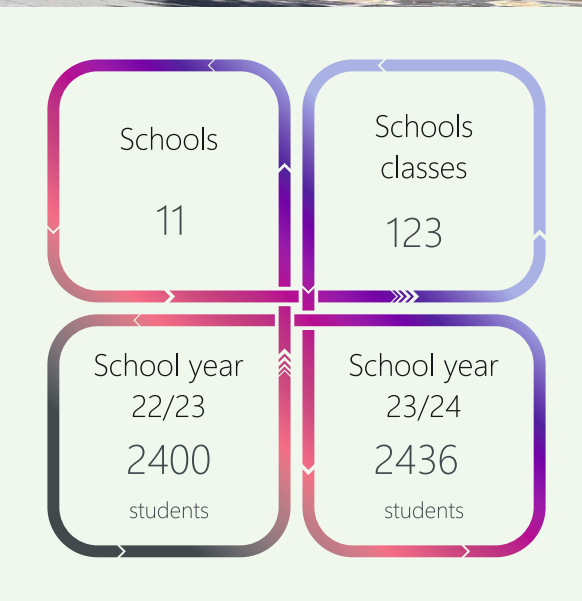 Schools
11
Schools
classes
123
School year
22/23
2400
students
School year
23/24
2436
students